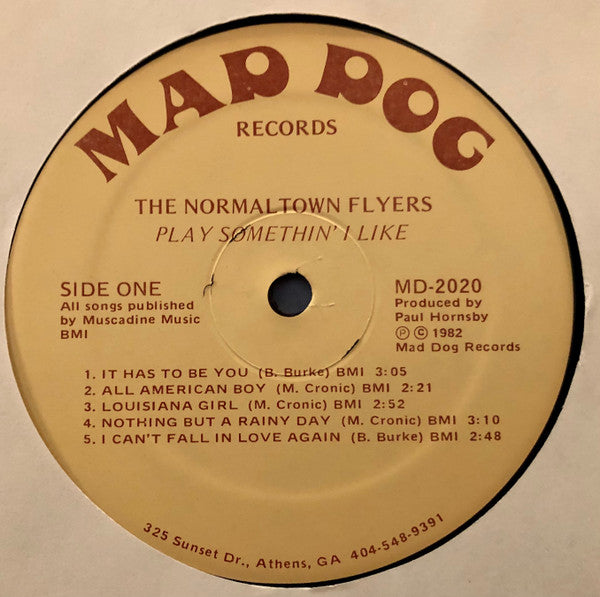 MAD DOG
RECORDS
THE NORMALTOWN FLYERS
PLAY SOMETHIN' I LIKE
SIDE ONE
All songs published
by Muscadine Music
BMI
MD-2020
Produced by
Paul Hornsby
Ⓟ © 1982
Mad Dog Records
1. IT HAS TO BE YOU (B. Burke) BMI 3:05
2. ALL AMERICAN BOY (M. Cronic) BMI 2:21
3. LOUISIANA GIRL (M. Cronic) BMI 2:52
4. NOTHING BUT A RAINY DAY (M. Cronic) BMI 3:10
5. I CAN'T FALL IN LOVE AGAIN (B. Burke) BMI 2:48
325 Sunset Dr., Athens, GA 404-548-9391